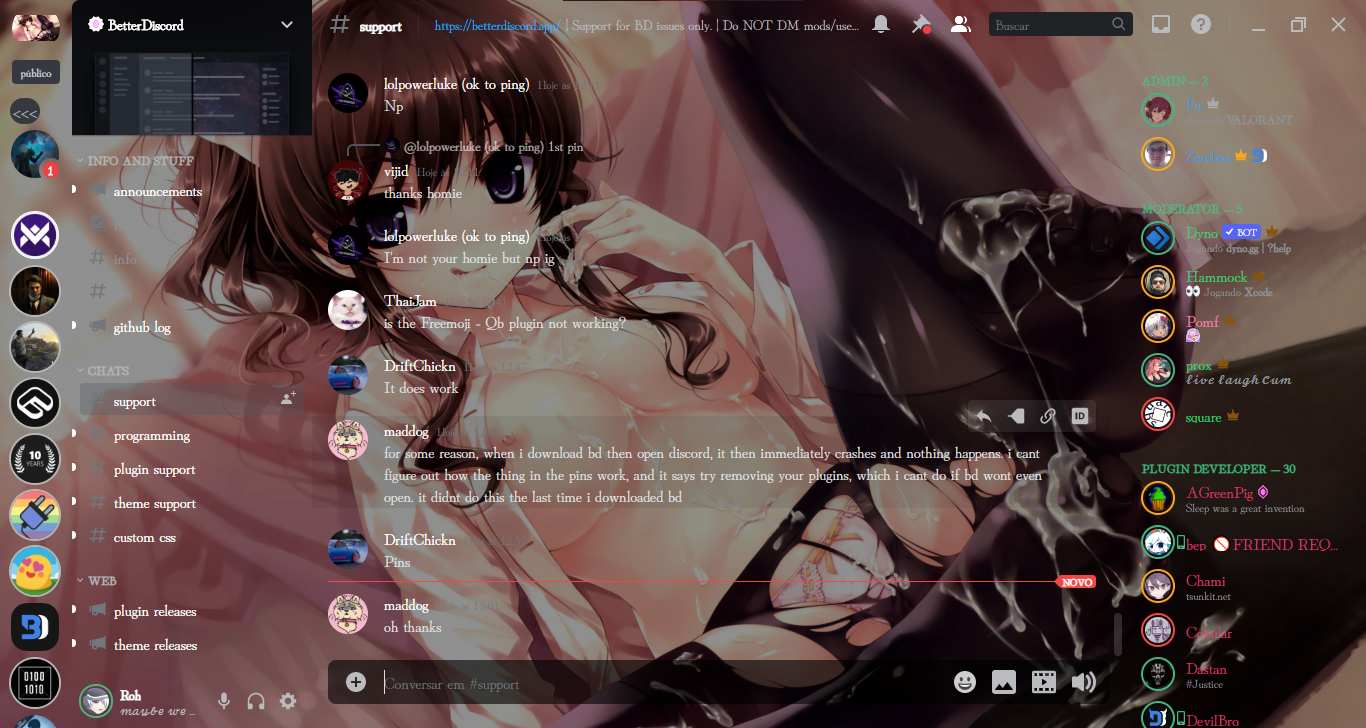 BetterDiscord
# support
https://betterdiscord.app/ | Support for BD issues only. | Do NOT DM mods/use...
Buscar
público
<<<
1
INFO AND STUFF
announcements
info
github log
CHATS
support
programming
plugin support
theme support
custom css
WEB
plugin releases
theme releases
10
YEARS
0100
1010
Roh
maybe we ...
lolpowerluke (ok to ping) Hoje às
Np
@lolpowerluke (ok to ping) 1st pin
vijid Hoje às
thanks homie
lolpowerluke (ok to ping)
I'm not your homie but np ig
ThaiJam
is the Freemoji - Qb plugin not working?
DriftChickn
It does work
maddog
for some reason, when i download bd then open discord, it then immediately crashes and nothing happens. i cant
figure out how the thing in the pins work, and it says try removing your plugins, which i cant do if bd wont even
open. it didnt do this the last time i downloaded bd
ID
DriftChickn
Pins
NOVO
maddog
oh thanks
Conversar em #support
ADMIN — 2
Jogando VALORANT
MODERATOR — 5
Dyno BOT
Jogando dyno.gg | ?help
Hammock
Jogando Xcode
Pomf
prox
live laugh cum
square
PLUGIN DEVELOPER — 30
AGreenPig
Sleep was a great invention
bep FRIEND REQ...
Chami
tsunkit.net
Dastan
#Justice
DevilBro